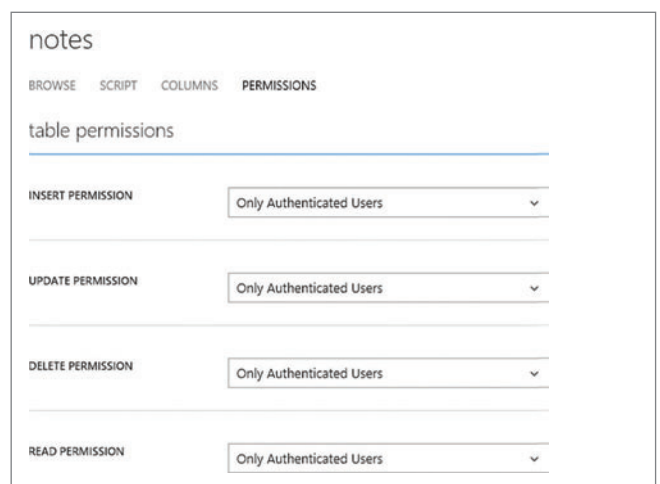 notes
BROWSE SCRIPT COLUMNS PERMISSIONS
table permissions
INSERT PERMISSION Only Authenticated Users
UPDATE PERMISSION Only Authenticated Users
DELETE PERMISSION Only Authenticated Users
READ PERMISSION Only Authenticated Users